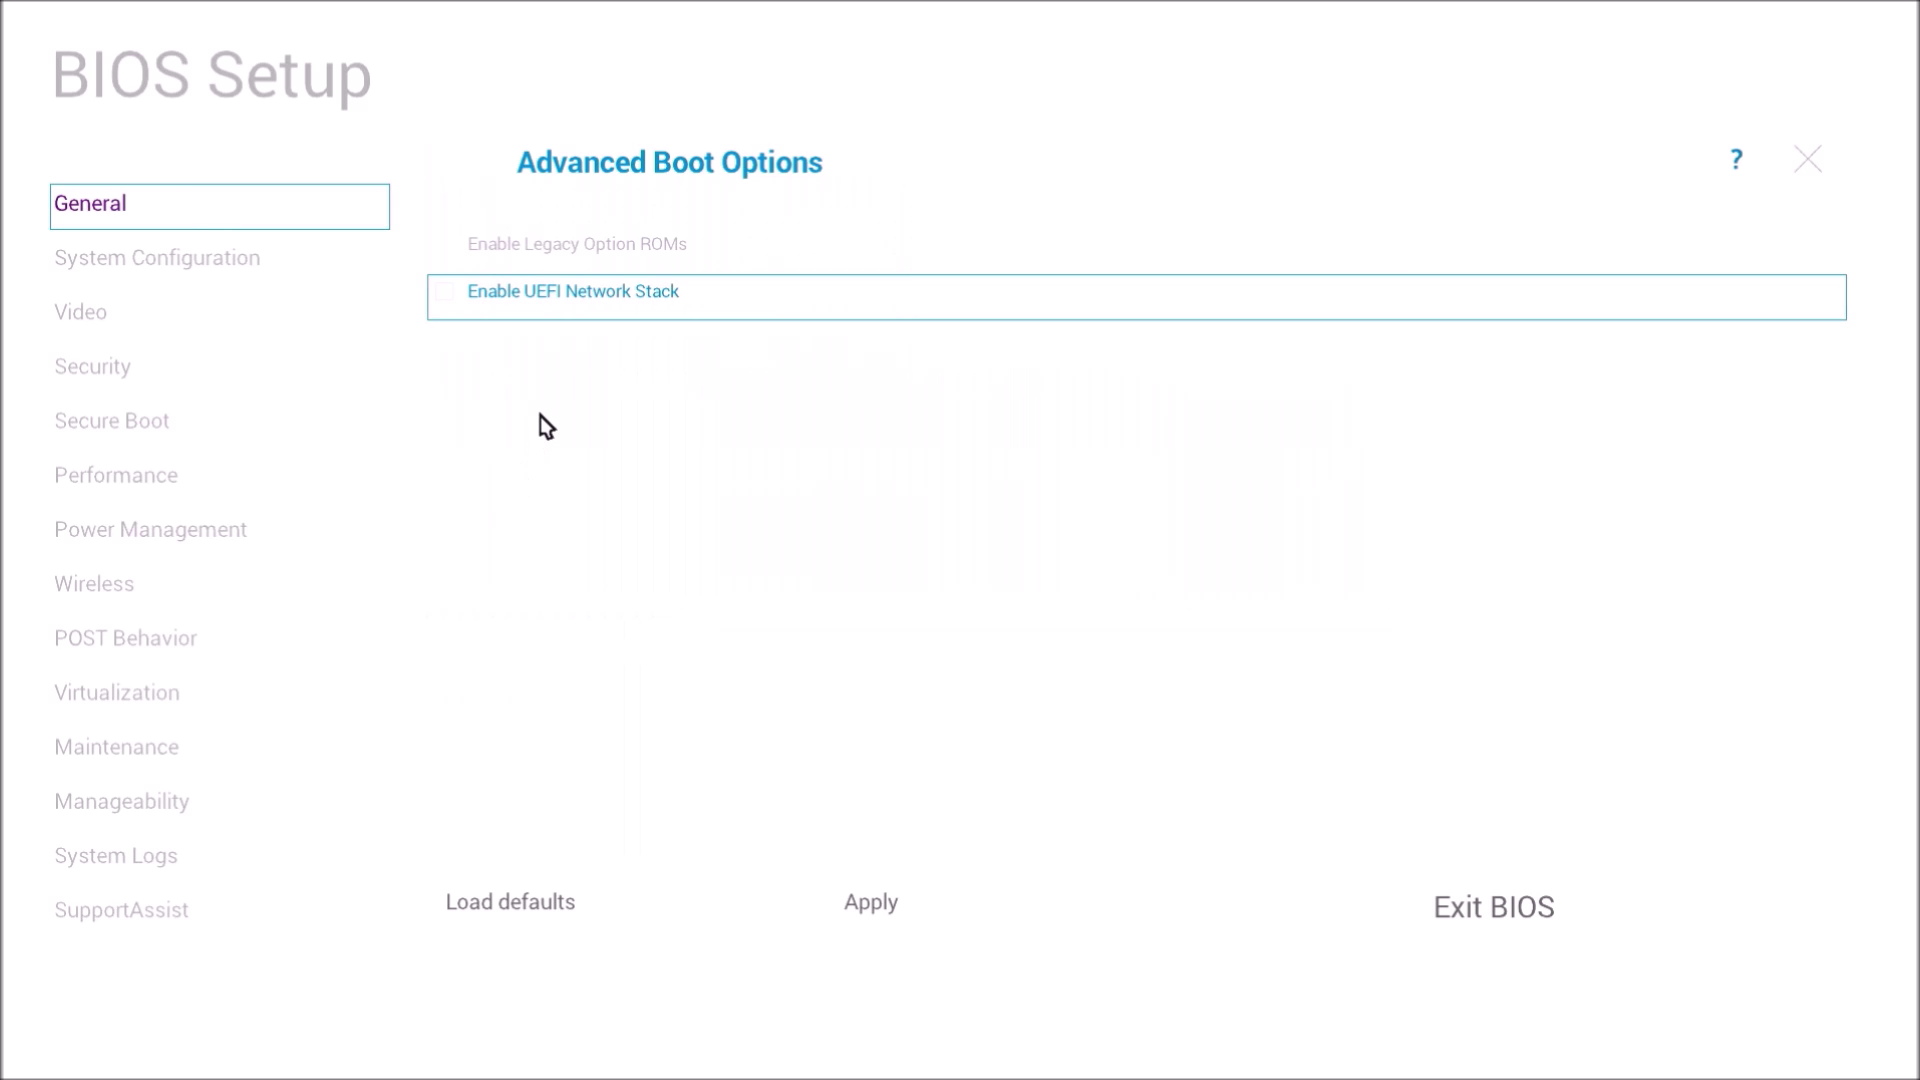 BIOS Setup
Advanced Boot Options
?
General
System Configuration
Video
Security
Secure Boot
Performance
Power Management
Wireless
POST Behavior
Virtualization
Maintenance
Manageability
System Logs
SupportAssist
Enable Legacy Option ROMs
Enable UEFI Network Stack
Load defaults
Apply
Exit BIOS